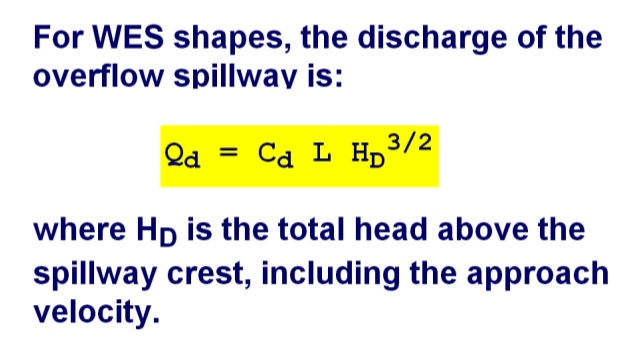 For WES shapes, the discharge of the
overflow spillway is:
Qd = Cd L HD3/2
where HD is the total head above the
spillway crest, including the approach
velocity.